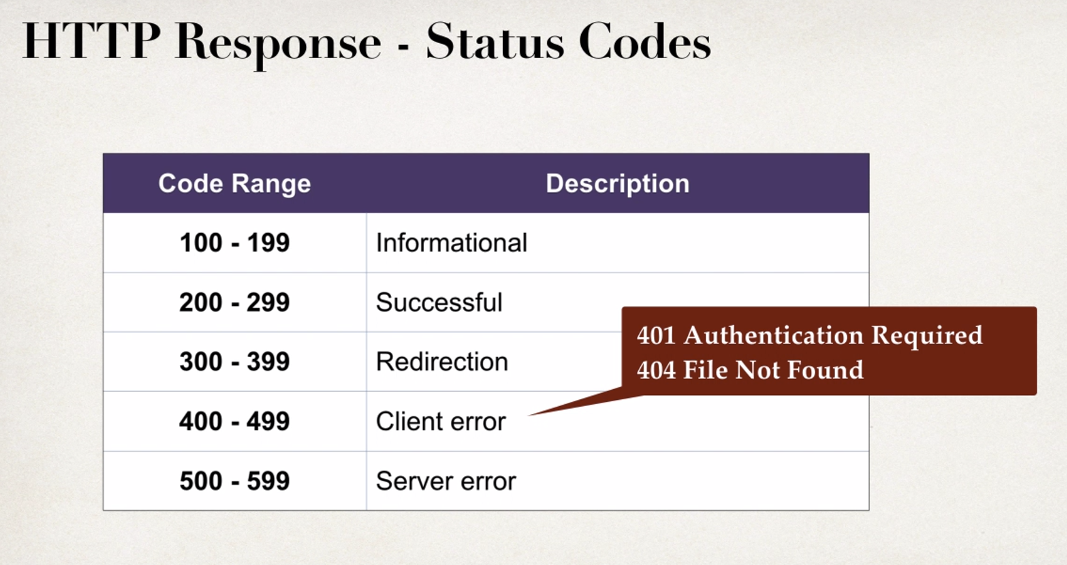 HTTP Response - Status Codes
Code Range Description
100 - 199 Informational
200 - 299 Successful
300 - 399 Redirection
400 - 499 Client error
500 - 599 Server error
401 Authentication Required
404 File Not Found